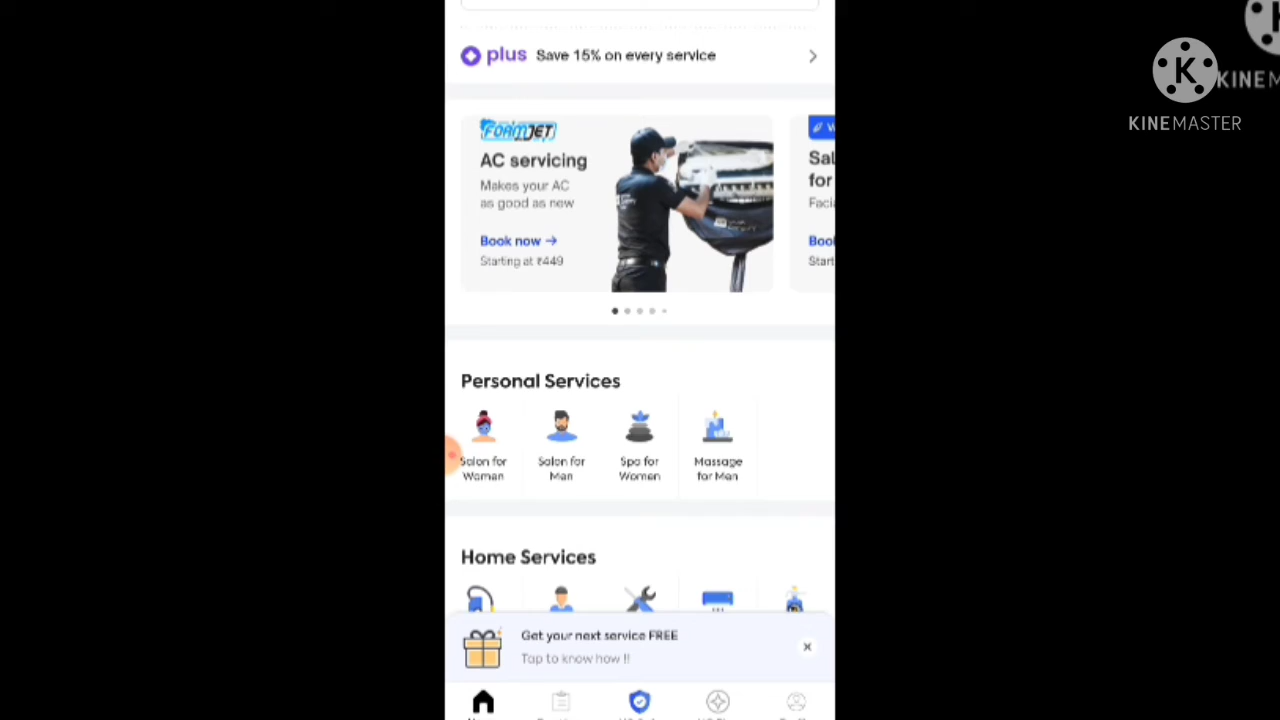 plus Save 15% on every service
FOAMJET
AC servicing
Makes your AC
as good as new
Book now →
Starting at ₹449
Personal Services
Salon for
Women
Salon for
Men
Spa for
Women
Massage
for Men
Home Services
Get your next service FREE
Tap to know how !!
K
KINEMASTER